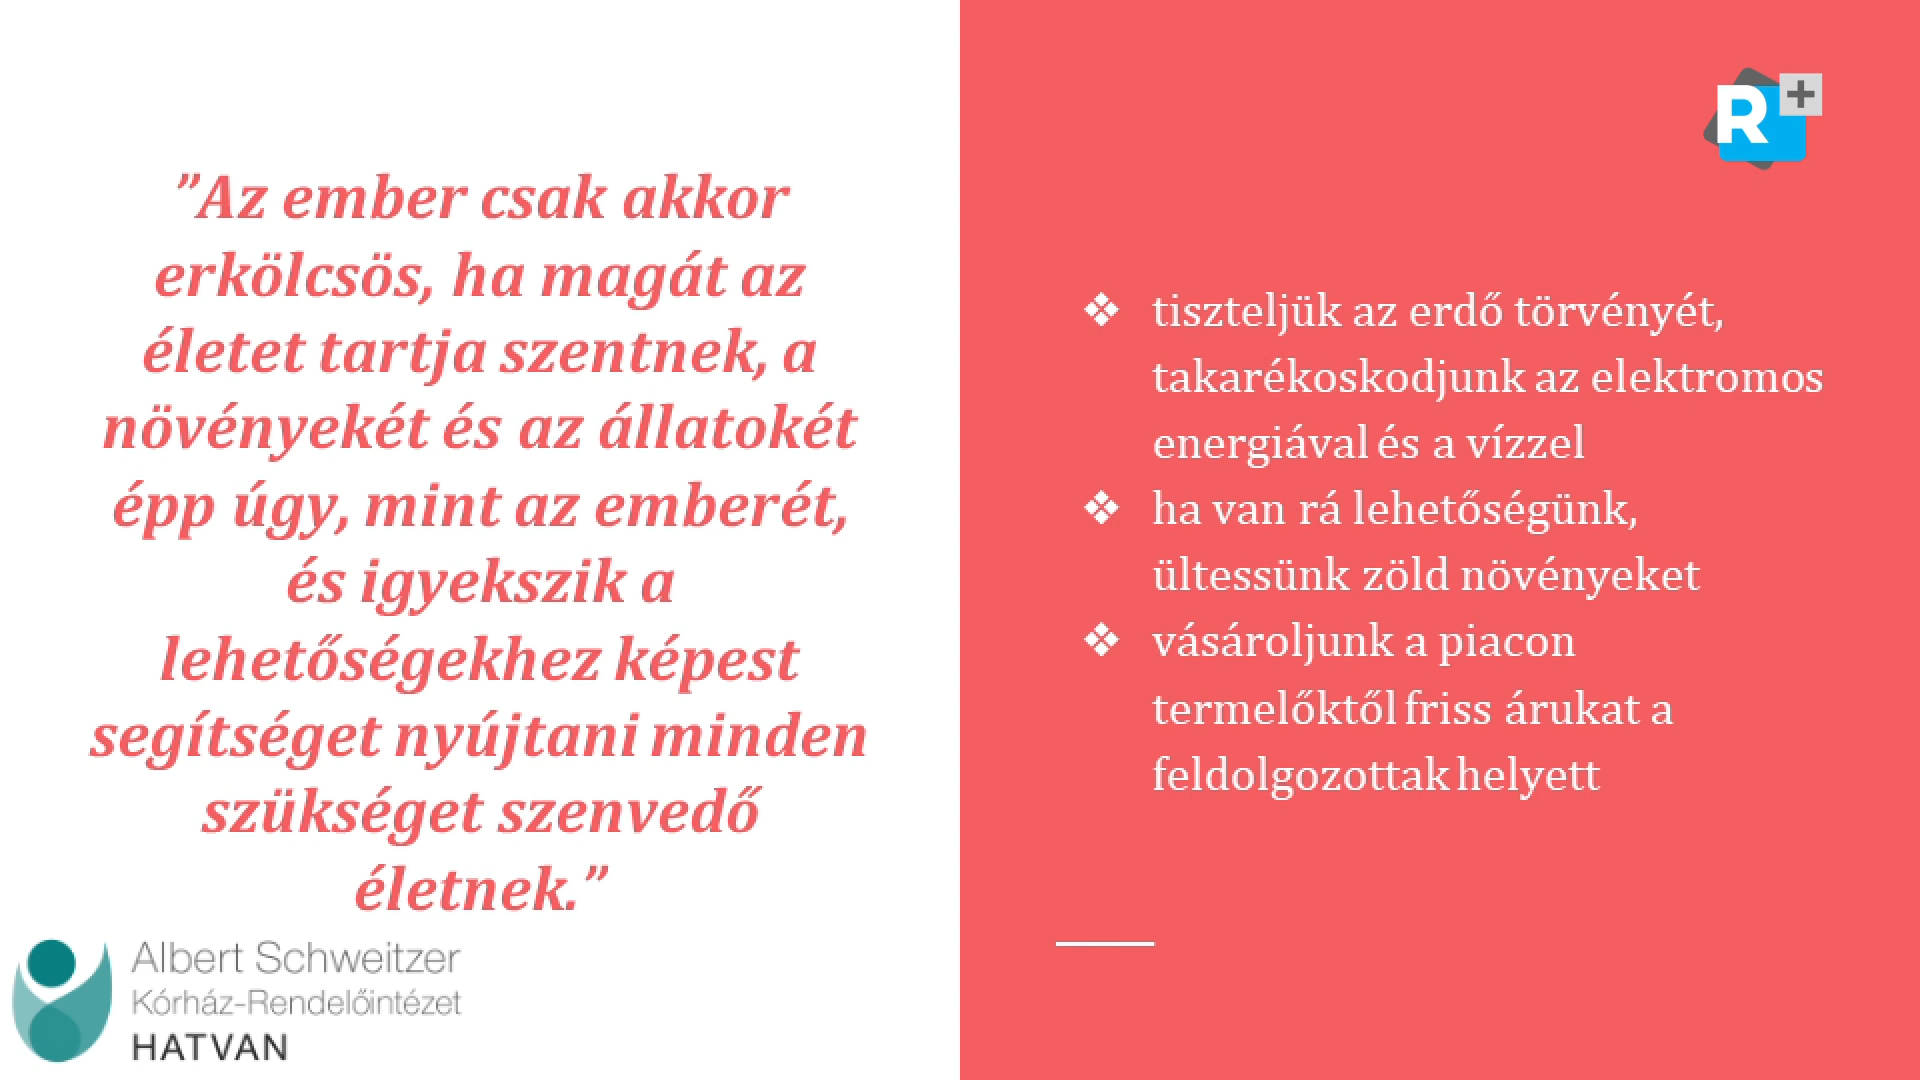 ”Az ember csak akkor
erkölcsös, ha magát az
életet tartja szentnek, a
növényekét és az állatokét
épp úgy, mint az emberét,
és igyekszik a
lehetőségekhez képest
segítséget nyújtani minden
szükséget szenvedő
életnek.”
Albert Schweitzer
Kórház-Rendelőintézet
HATVAN
R+
❖ tiszteljük az erdő törvényét,
takarékoskodjunk az elektromos
energiával és a vízzel
❖ ha van rá lehetőségünk,
ültessünk zöld növényeket
❖ vásároljunk a piacon
termelőktől friss árukat a
feldolgozottak helyett